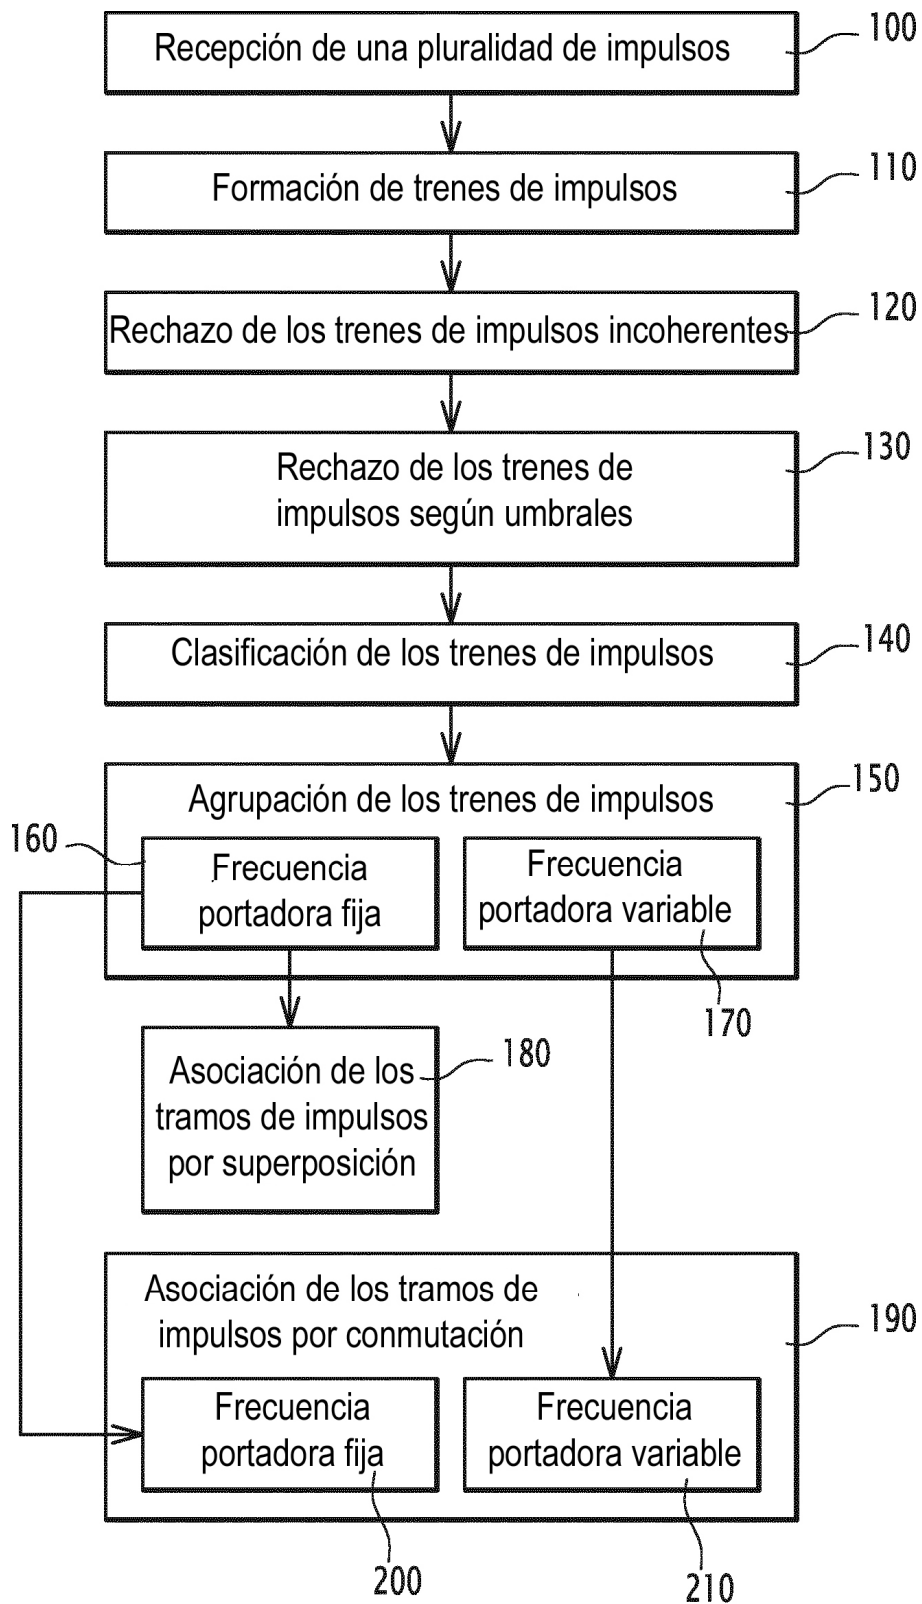 Recepción de una pluralidad de impulsos
100
Formación de trenes de impulsos
110
Rechazo de los trenes de impulsos incoherentes
120
Rechazo de los trenes de
impulsos según umbrales
130
Clasificación de los trenes de impulsos
140
Agrupación de los trenes de impulsos
150
160
Frecuencia
portadora fija
Frecuencia
portadora variable
170
Asociación de los
tramos de impulsos
por superposición
180
Asociación de los tramos de
impulsos por conmutación
190
Frecuencia
portadora fija
200
Frecuencia
portadora variable
210